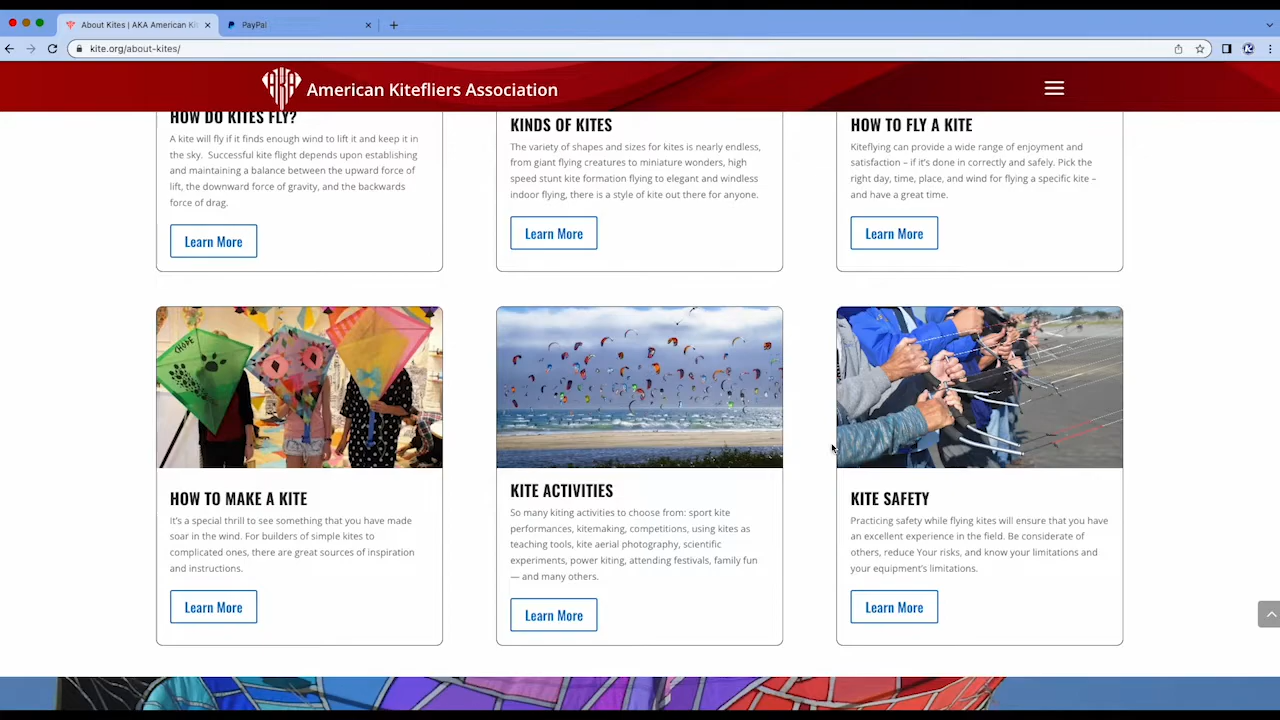 About Kites | AKA American Ki
PayPal
kite.org/about-kites/
AKA
American Kitefliers Association
HOW DO KITES FLY?
A kite will fly if it finds enough wind to lift it and keep it in
the sky. Successful kite flight depends upon establishing
and maintaining a balance between the upward force of
lift, the downward force of gravity, and the backwards
force of drag.
Learn More
KINDS OF KITES
The variety of shapes and sizes for kites is nearly endless,
from giant flying creatures to miniature wonders, high
speed stunt kite formation flying to elegant and windless
indoor flying, there is a style of kite out there for anyone.
Learn More
HOW TO FLY A KITE
Kiteflying can provide a wide range of enjoyment and
satisfaction – if it's done in correctly and safely. Pick the
right day, time, place, and wind for flying a specific kite –
and have a great time.
Learn More
HOW TO MAKE A KITE
It's a special thrill to see something that you have made
soar in the wind. For builders of simple kites to
complicated ones, there are great sources of inspiration
and instructions.
Learn More
KITE ACTIVITIES
So many kiting activities to choose from: sport kite
performances, kitemaking, competitions, using kites as
teaching tools, kite aerial photography, scientific
experiments, power kiting, attending festivals, family fun
— and many others.
Learn More
KITE SAFETY
Practicing safety while flying kites will ensure that you have
an excellent experience in the field. Be considerate of
others, reduce Your risks, and know your limitations and
your equipment's limitations.
Learn More